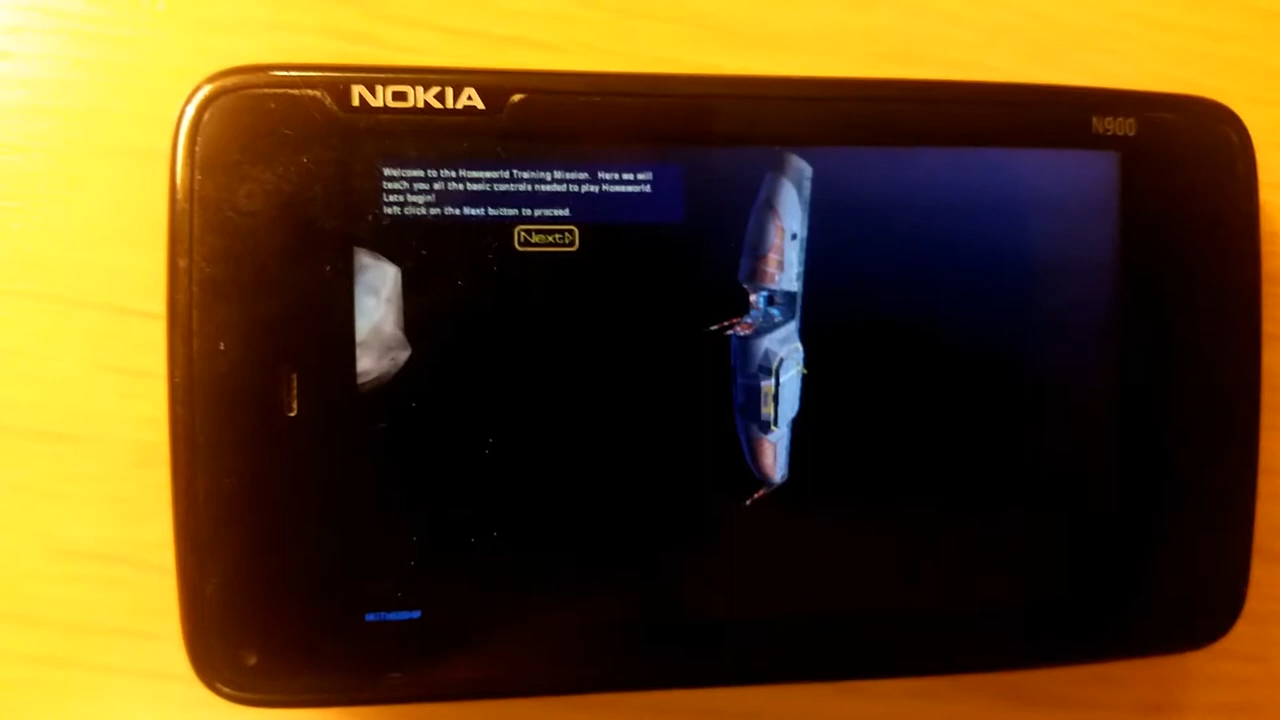 NOKIA
N900
Welcome to the Homeworld Training Mission. Here we will
teach you all the basic controls needed to play Homeworld.
Lets begin!
left click on the Next button to proceed.
Next
MOTHERSHIP